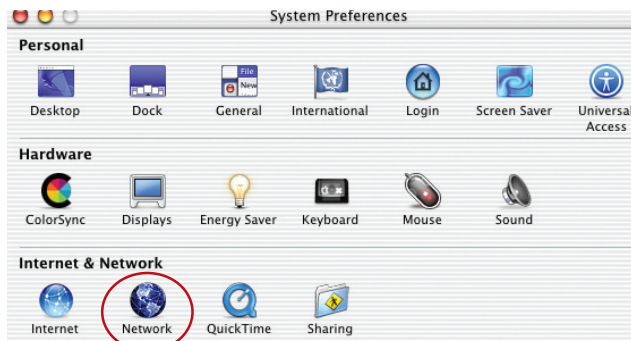 System Preferences
Personal
Desktop Dock General International Login Screen Saver Universal
Access
File
New
Hardware
ColorSync Displays Energy Saver Keyboard Mouse Sound
Internet & Network
Internet Network QuickTime Sharing